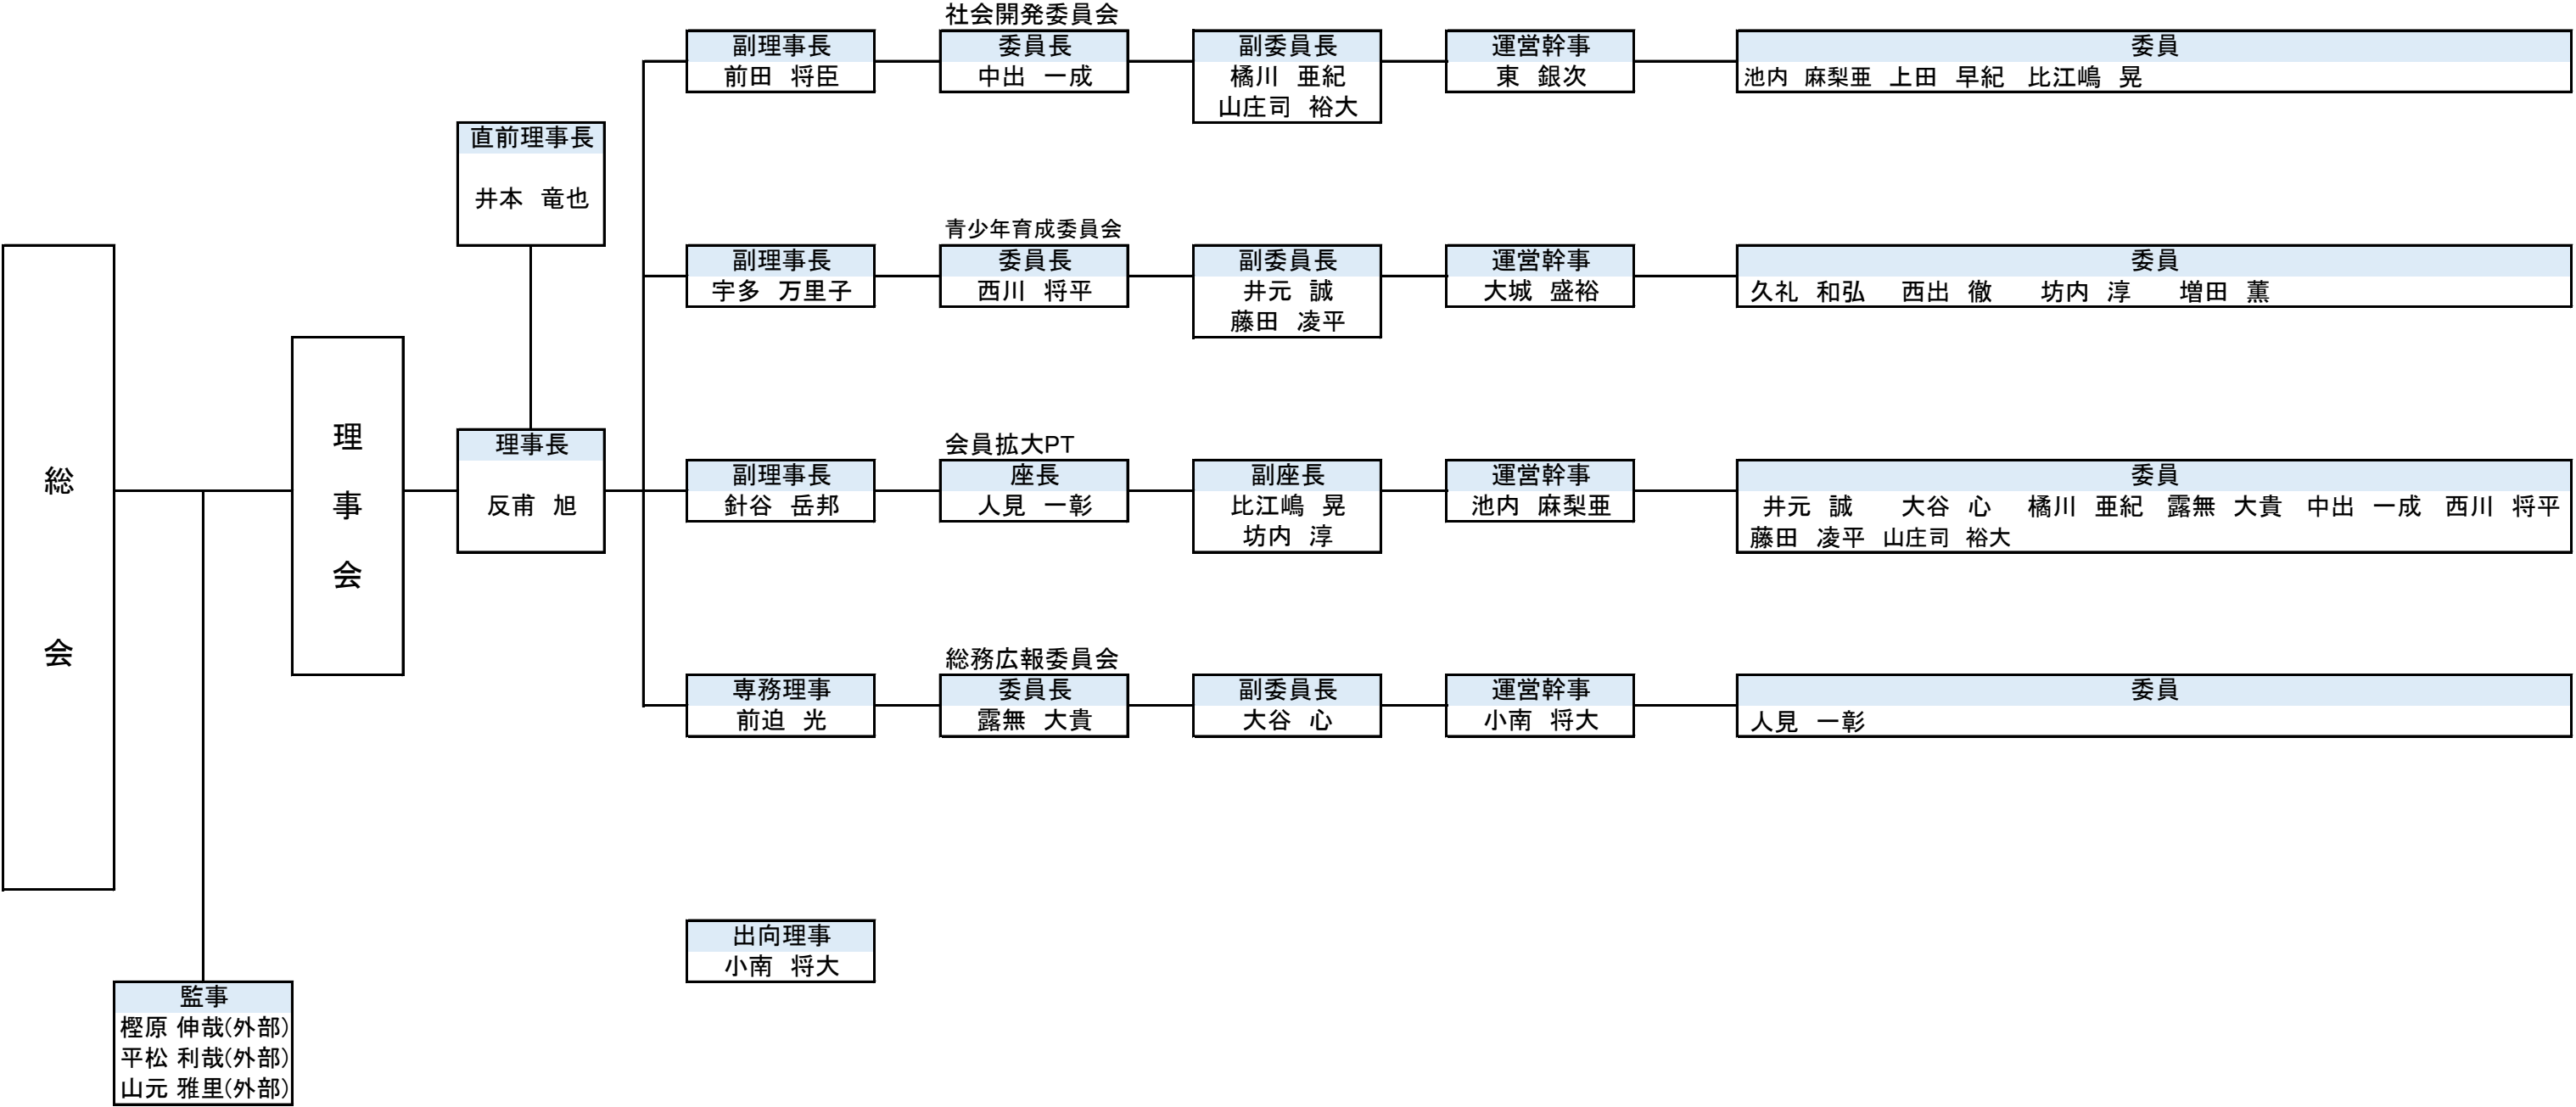 総会
理事会
直前理事長
井本 竜也
理事長
反甫 旭
社会開発委員会
副理事長
前田 将臣
委員長
中出 一成
副委員長
橘川 亜紀
山庄司 裕大
運営幹事
東 銀次
委員
池内 麻梨亜 上田 早紀 比江嶋 晃
青少年育成委員会
副理事長
宇多 万里子
委員長
西川 将平
副委員長
井元 誠
藤田 凌平
運営幹事
大城 盛裕
委員
久礼 和弘 西出 徹 坊内 淳 増田 薫
会員拡大PT
副理事長
針谷 岳邦
座長
人見 一彰
副座長
比江嶋 晃
坊内 淳
運営幹事
池内 麻梨亜
委員
井元 誠 大谷 心 橘川 亜紀 露無 大貴 中出 一成 西川 将平
藤田 凌平 山庄司 裕大
総務広報委員会
専務理事
前迫 光
委員長
露無 大貴
副委員長
大谷 心
運営幹事
小南 将大
委員
人見 一彰
出向理事
小南 将大
監事
樫原 伸哉(外部)
平松 利哉(外部)
山元 雅里(外部)